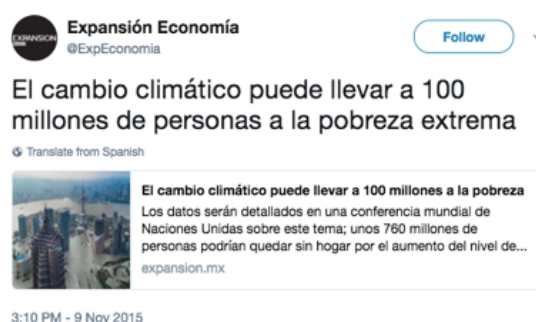 EXPANSIÓN
Expansión Economía
@ExpEconomia
Follow
El cambio climático puede llevar a 100
millones de personas a la pobreza extrema
Translate from Spanish
El cambio climático puede llevar a 100 millones a la pobreza
Los datos serán detallados en una conferencia mundial de
Naciones Unidas sobre este tema; unos 760 millones de
personas podrían quedar sin hogar por el aumento del nivel de...
expansion.mx
3:10 PM - 9 Nov 2015